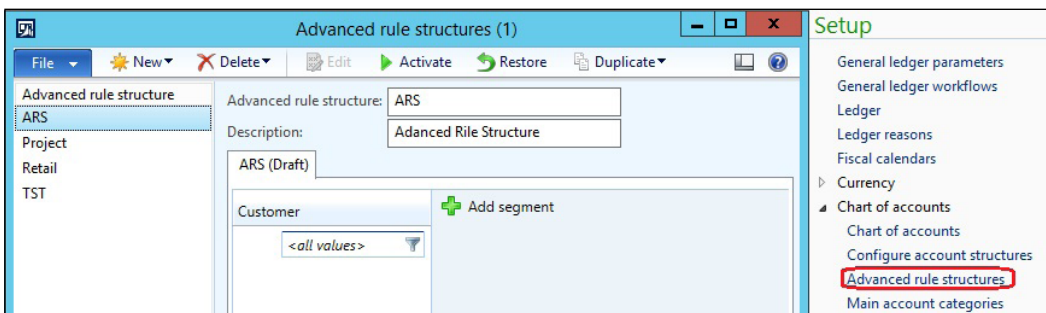 Advanced rule structures (1)
File New Delete Edit Activate Restore Duplicate
Advanced rule structure
ARS
Project
Retail
TST
Advanced rule structure: ARS
Description: Adanced Rile Structure
ARS (Draft)
Customer
Add segment
<all values>
Setup
General ledger parameters
General ledger workflows
Ledger
Ledger reasons
Fiscal calendars
Currency
Chart of accounts
Chart of accounts
Configure account structures
Advanced rule structures
Main account categories